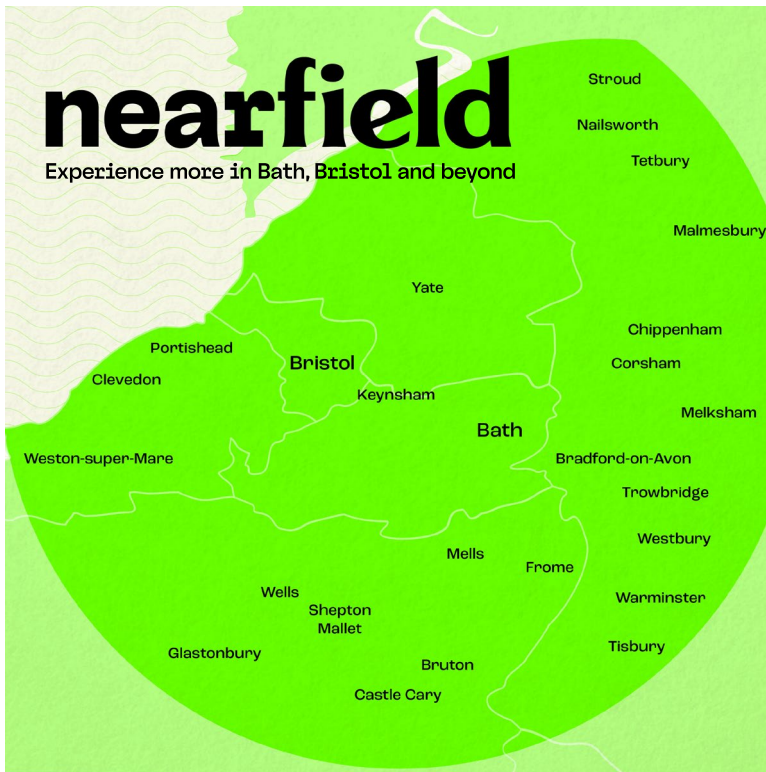 nearfield
Experience more in Bath, Bristol and beyond
Stroud
Nailsworth
Tetbury
Malmesbury
Yate
Chippenham
Portishead
Bristol
Corsham
Clevedon
Keynsham
Melksham
Bath
Weston-super-Mare
Bradford-on-Avon
Trowbridge
Westbury
Mells
Frome
Wells
Warminster
Shepton
Mallet
Tisbury
Glastonbury
Bruton
Castle Cary